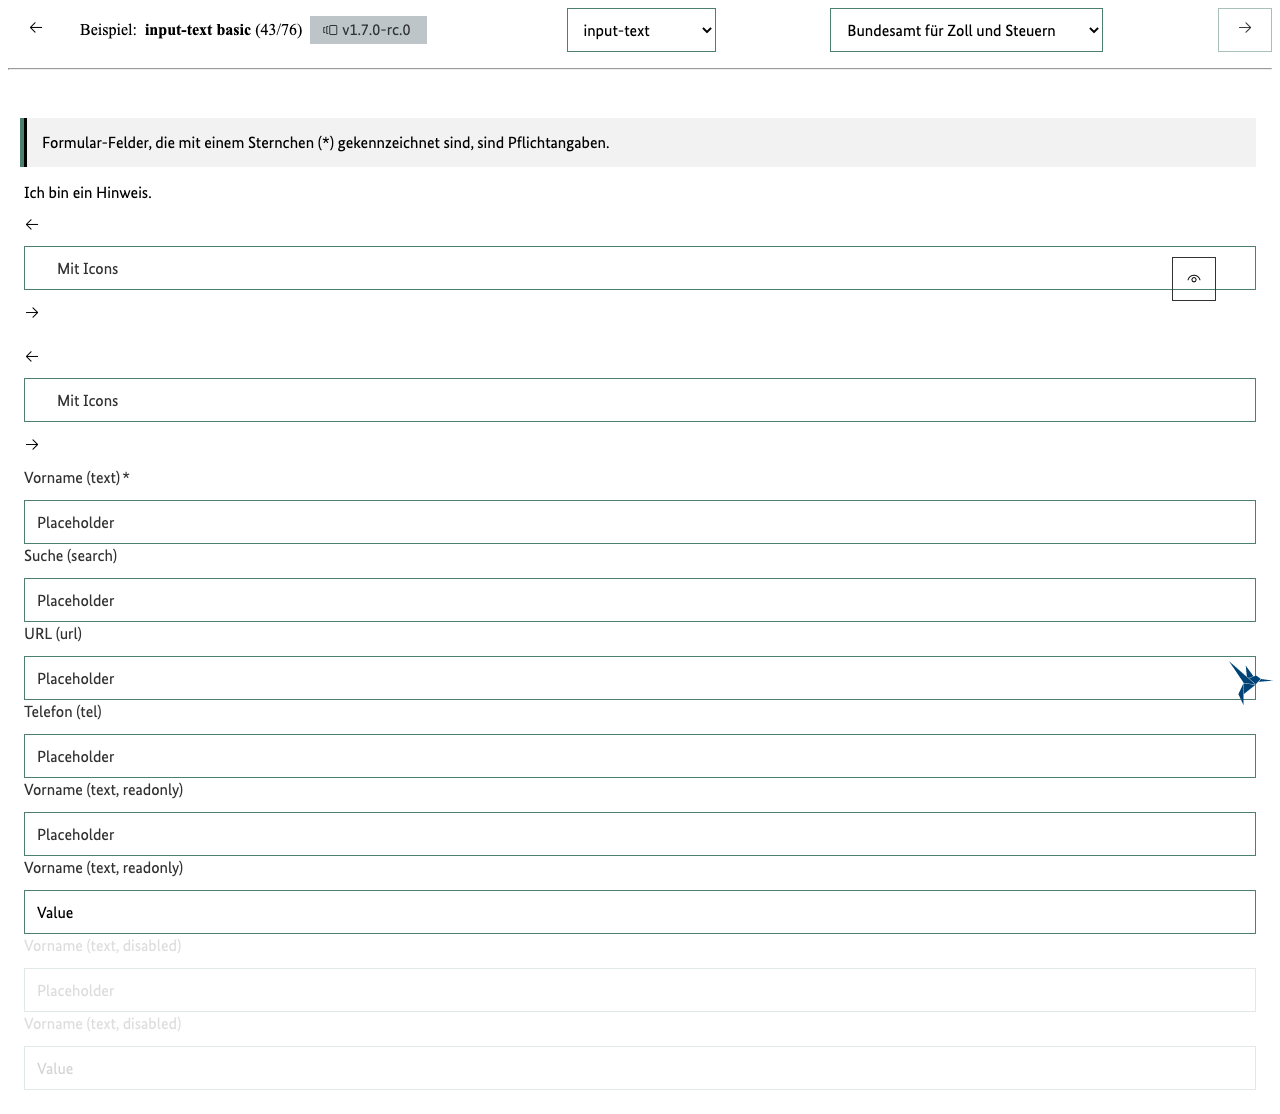 Beispiel: input-text basic (43/76) v1.7.0-rc.0 input-text Bundesamt für Zoll und Steuern
Formular-Felder, die mit einem Sternchen (*) gekennzeichnet sind, sind Pflichtangaben.
Ich bin ein Hinweis.
Mit Icons
Mit Icons
Vorname (text)*
Placeholder
Suche (search)
Placeholder
URL (url)
Placeholder
Telefon (tel)
Placeholder
Vorname (text, readonly)
Placeholder
Vorname (text, readonly)
Value
Vorname (text, disabled)
Placeholder
Vorname (text, disabled)
Value